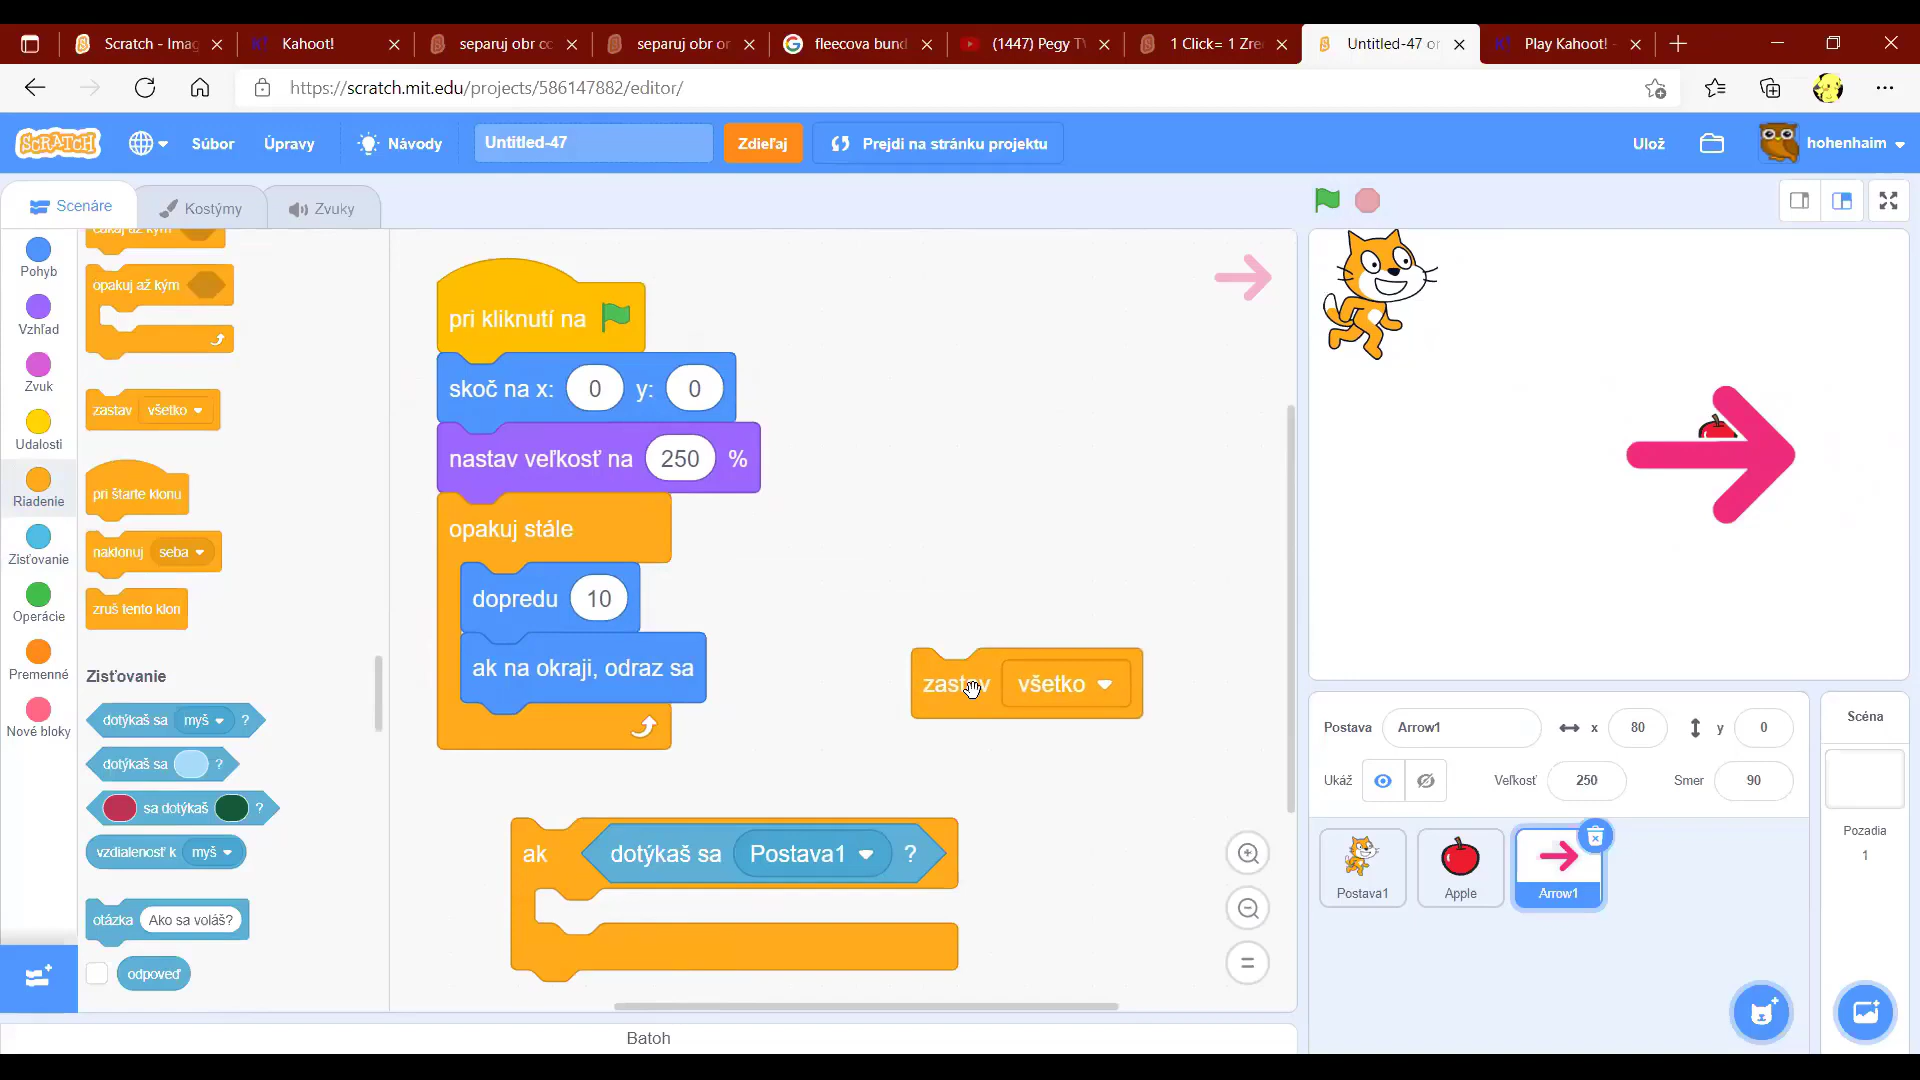 Scratch - Imag
Kahoot!
separuj obr co
separuj obr or
fleecova bund
(1447) Pegy T
1 Click= 1 Zre
Untitled-47 or
Play Kahoot! -
https://scratch.mit.edu/projects/586147882/editor/
SCRATCH
Súbor
Úpravy
Návody
Untitled-47
Zdieľaj
Prejdi na stránku projektu
Ulož
hohenhaim
Scenáre
Kostýmy
Zvuky
Pohyb
Vzhľad
Zvuk
Udalosti
Riadenie
Zisťovanie
Operácie
Premenné
Nové bloky
čakaj až kým
opakuj až kým
zastav všetko
pri štarte klonu
naklonuj seba
zruš tento klon
Zisťovanie
dotýkaš sa myš ?
dotýkaš sa ?
sa dotýkaš ?
vzdialenosť k myš
otázka Ako sa voláš?
odpoveď
pri kliknutí na
skoč na x: 0 y: 0
nastav veľkosť na 250 %
opakuj stále
dopredu 10
ak na okraji, odraz sa
zastav všetko
ak dotýkaš sa Postava1 ?
Batoh
Postava Arrow1 x 80 y 0
Ukáž Veľkosť 250 Smer 90
Postava1
Apple
Arrow1
Scéna
Pozadia
1